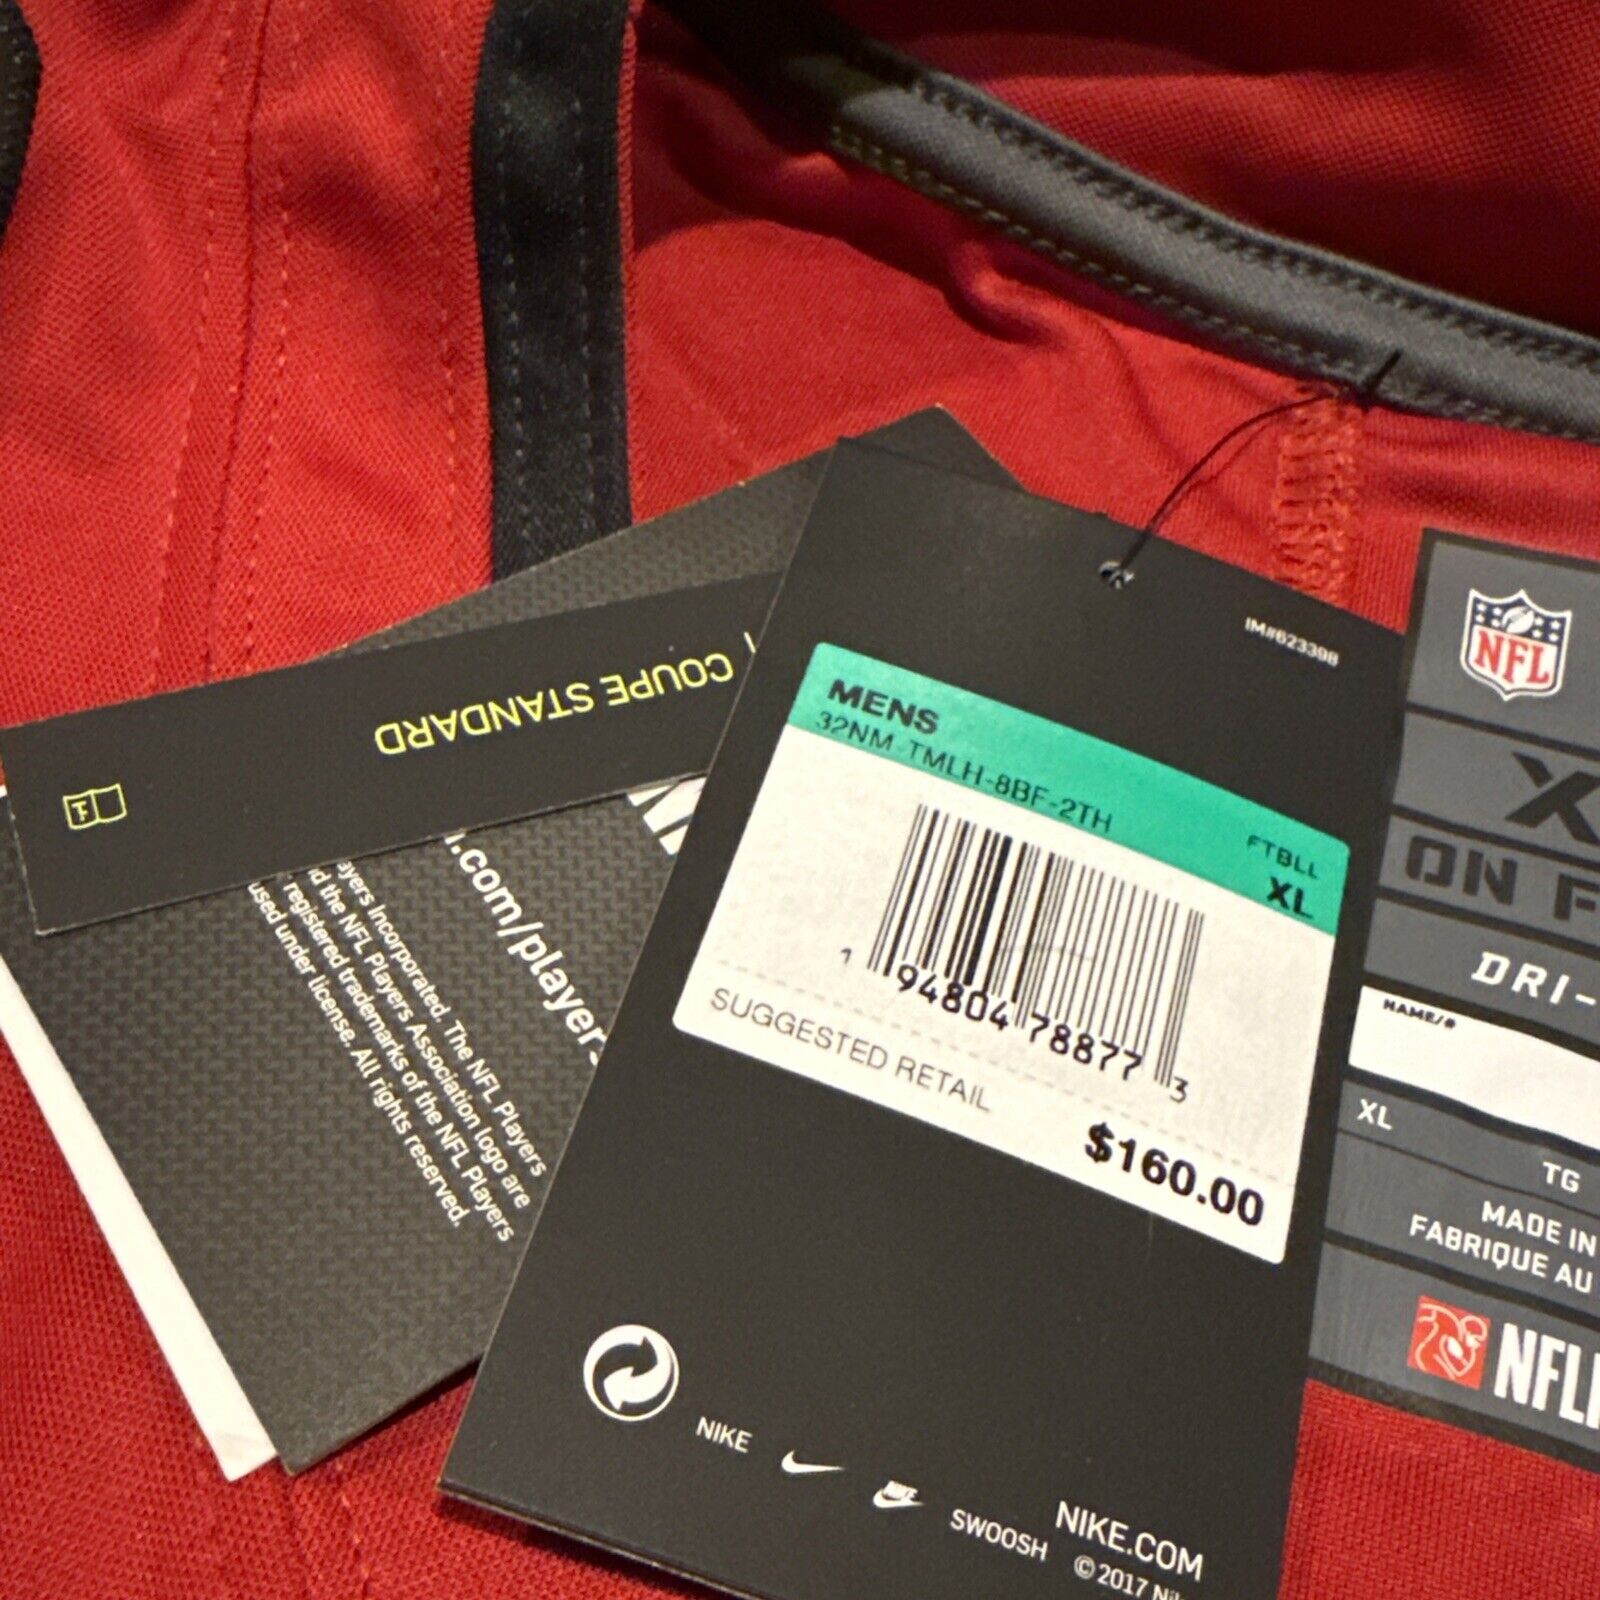 COUPE STANDARD
.com/players
ayers Incorporated. The NFL Players
d the NFL Players Association logo are
registered trademarks of the NFL Players
used under license. All rights reserved.
IM#623398
MENS
32NM-TMLH-8BF-2TH
FTBLL
XL
1 94804 78877 3
SUGGESTED RETAIL
$160.00
NIKE
NIKE
SWOOSH
NIKE.COM
©2017
NFL
ON F
DRI-
NAME/#
XL
TG
MADE IN
FABRIQUE AU
NFL